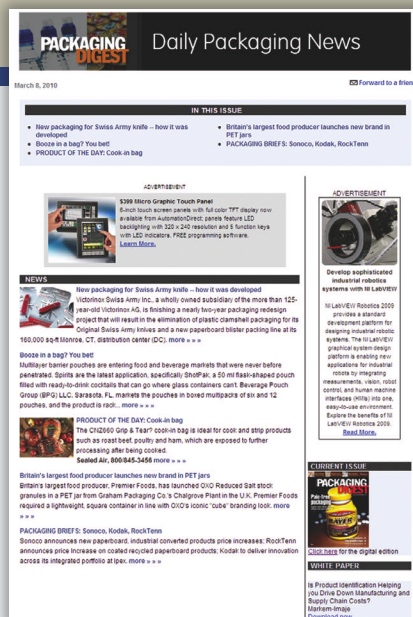 PACKAGING
DIGEST
Daily Packaging News
March 8, 2010
Forward to a frien
IN THIS ISSUE
• New packaging for Swiss Army knife -- how it was
developed
• Booze in a bag? You bet!
• PRODUCT OF THE DAY: Cook-in bag
• Britain's largest food producer launches new brand in
PET jars
• PACKAGING BRIEFS: Sonoco, Kodak, RockTenn
ADVERTISEMENT
$399 Micro Graphic Touch Panel
6-inch touch screen panels with full color TFT display now
available from AutomationDirect; panels feature LED
backlighting with 320 x 240 resolution and 5 function keys
with LED indicators. FREE programming software.
Learn More.
NEWS
New packaging for Swiss Army knife -- how it was developed
Victorinox Swiss Army Inc., a wholly owned subsidiary of the more than 125-
year-old Victorinox AG, is finishing a nearly two-year packaging redesign
project that will result in the elimination of plastic clamshell packaging for its
Original Swiss Army knives and a new paperboard blister packing line at its
160,000 sq-ft Monroe, CT, distribution center (DC). more » » »
Booze in a bag? You bet!
Multilayer barrier pouches are entering food and beverage markets that were never before
penetrated. Spirits are the latest application, specifically ShotPak, a 50 ml flask-shaped pouch
filled with ready-to-drink cocktails that can go where glass containers can't. Beverage Pouch
Group (BPG) LLC, Sarasota, FL, markets the pouches in boxed multipacks of six and 12
pouches, and the product is rack... more » » »
PRODUCT OF THE DAY: Cook-in bag
The CNZ660 Grip & Tear? cook-in bag is ideal for cook and strip products
such as roast beef, poultry and ham, which are exposed to further
processing after being cooked.
Sealed Air, 800/845-3456 more » » »
Britain's largest food producer launches new brand in PET jars
Britain's largest food producer, Premier Foods, has launched OXO Reduced Salt stock
granules in a PET jar from Graham Packaging Co.'s Chalgrove Plant in the U.K. Premier Foods
required a lightweight, square container in line with OXO's iconic "cube" branding look. more
» » »
PACKAGING BRIEFS: Sonoco, Kodak, RockTenn
Sonoco announces new paperboard, industrial converted products price increases; RockTenn
announces price Increase on coated recycled paperboard products; Kodak to deliver innovation
across its integrated portfolio at Ipex. more » » »
ADVERTISEMENT
Develop sophisticated
industrial robotics
systems with NI LabVIEW
NI LabVIEW Robotics 2009
provides a standard
development platform for
designing industrial robotic
systems. The NI LabVIEW
graphical system design
platform is enabling new
applications for industrial
robots by integrating
measurements, vision, robot
control, and human machine
interfaces (HMIs) into one,
easy-to-use environment.
Explore the benefits of NI
LabVIEW Robotics 2009.
Read More.
CURRENT ISSUE
PACKAGING
DIGEST
BAYER
Click here for the digital edition
WHITE PAPER
Is Product Identification Helping
you Drive Down Manufacturing and
Supply Chain Costs?
Markem-Imaje
Download now